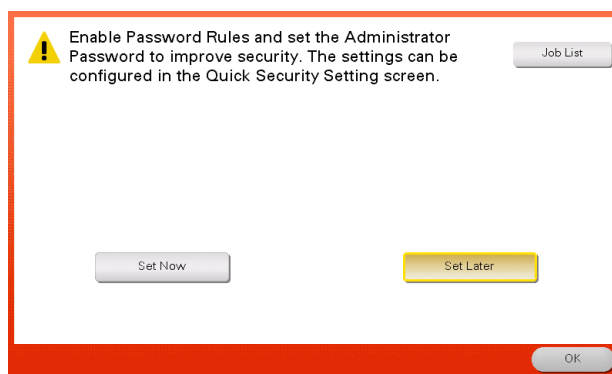 Enable Password Rules and set the Administrator
Password to improve security. The settings can be
configured in the Quick Security Setting screen.
Job List
Set Now
Set Later
OK